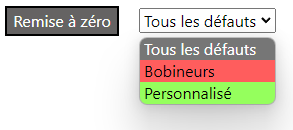 Remise à zéro
Tous les défauts
Tous les défauts
Bobineurs
Personnalisé